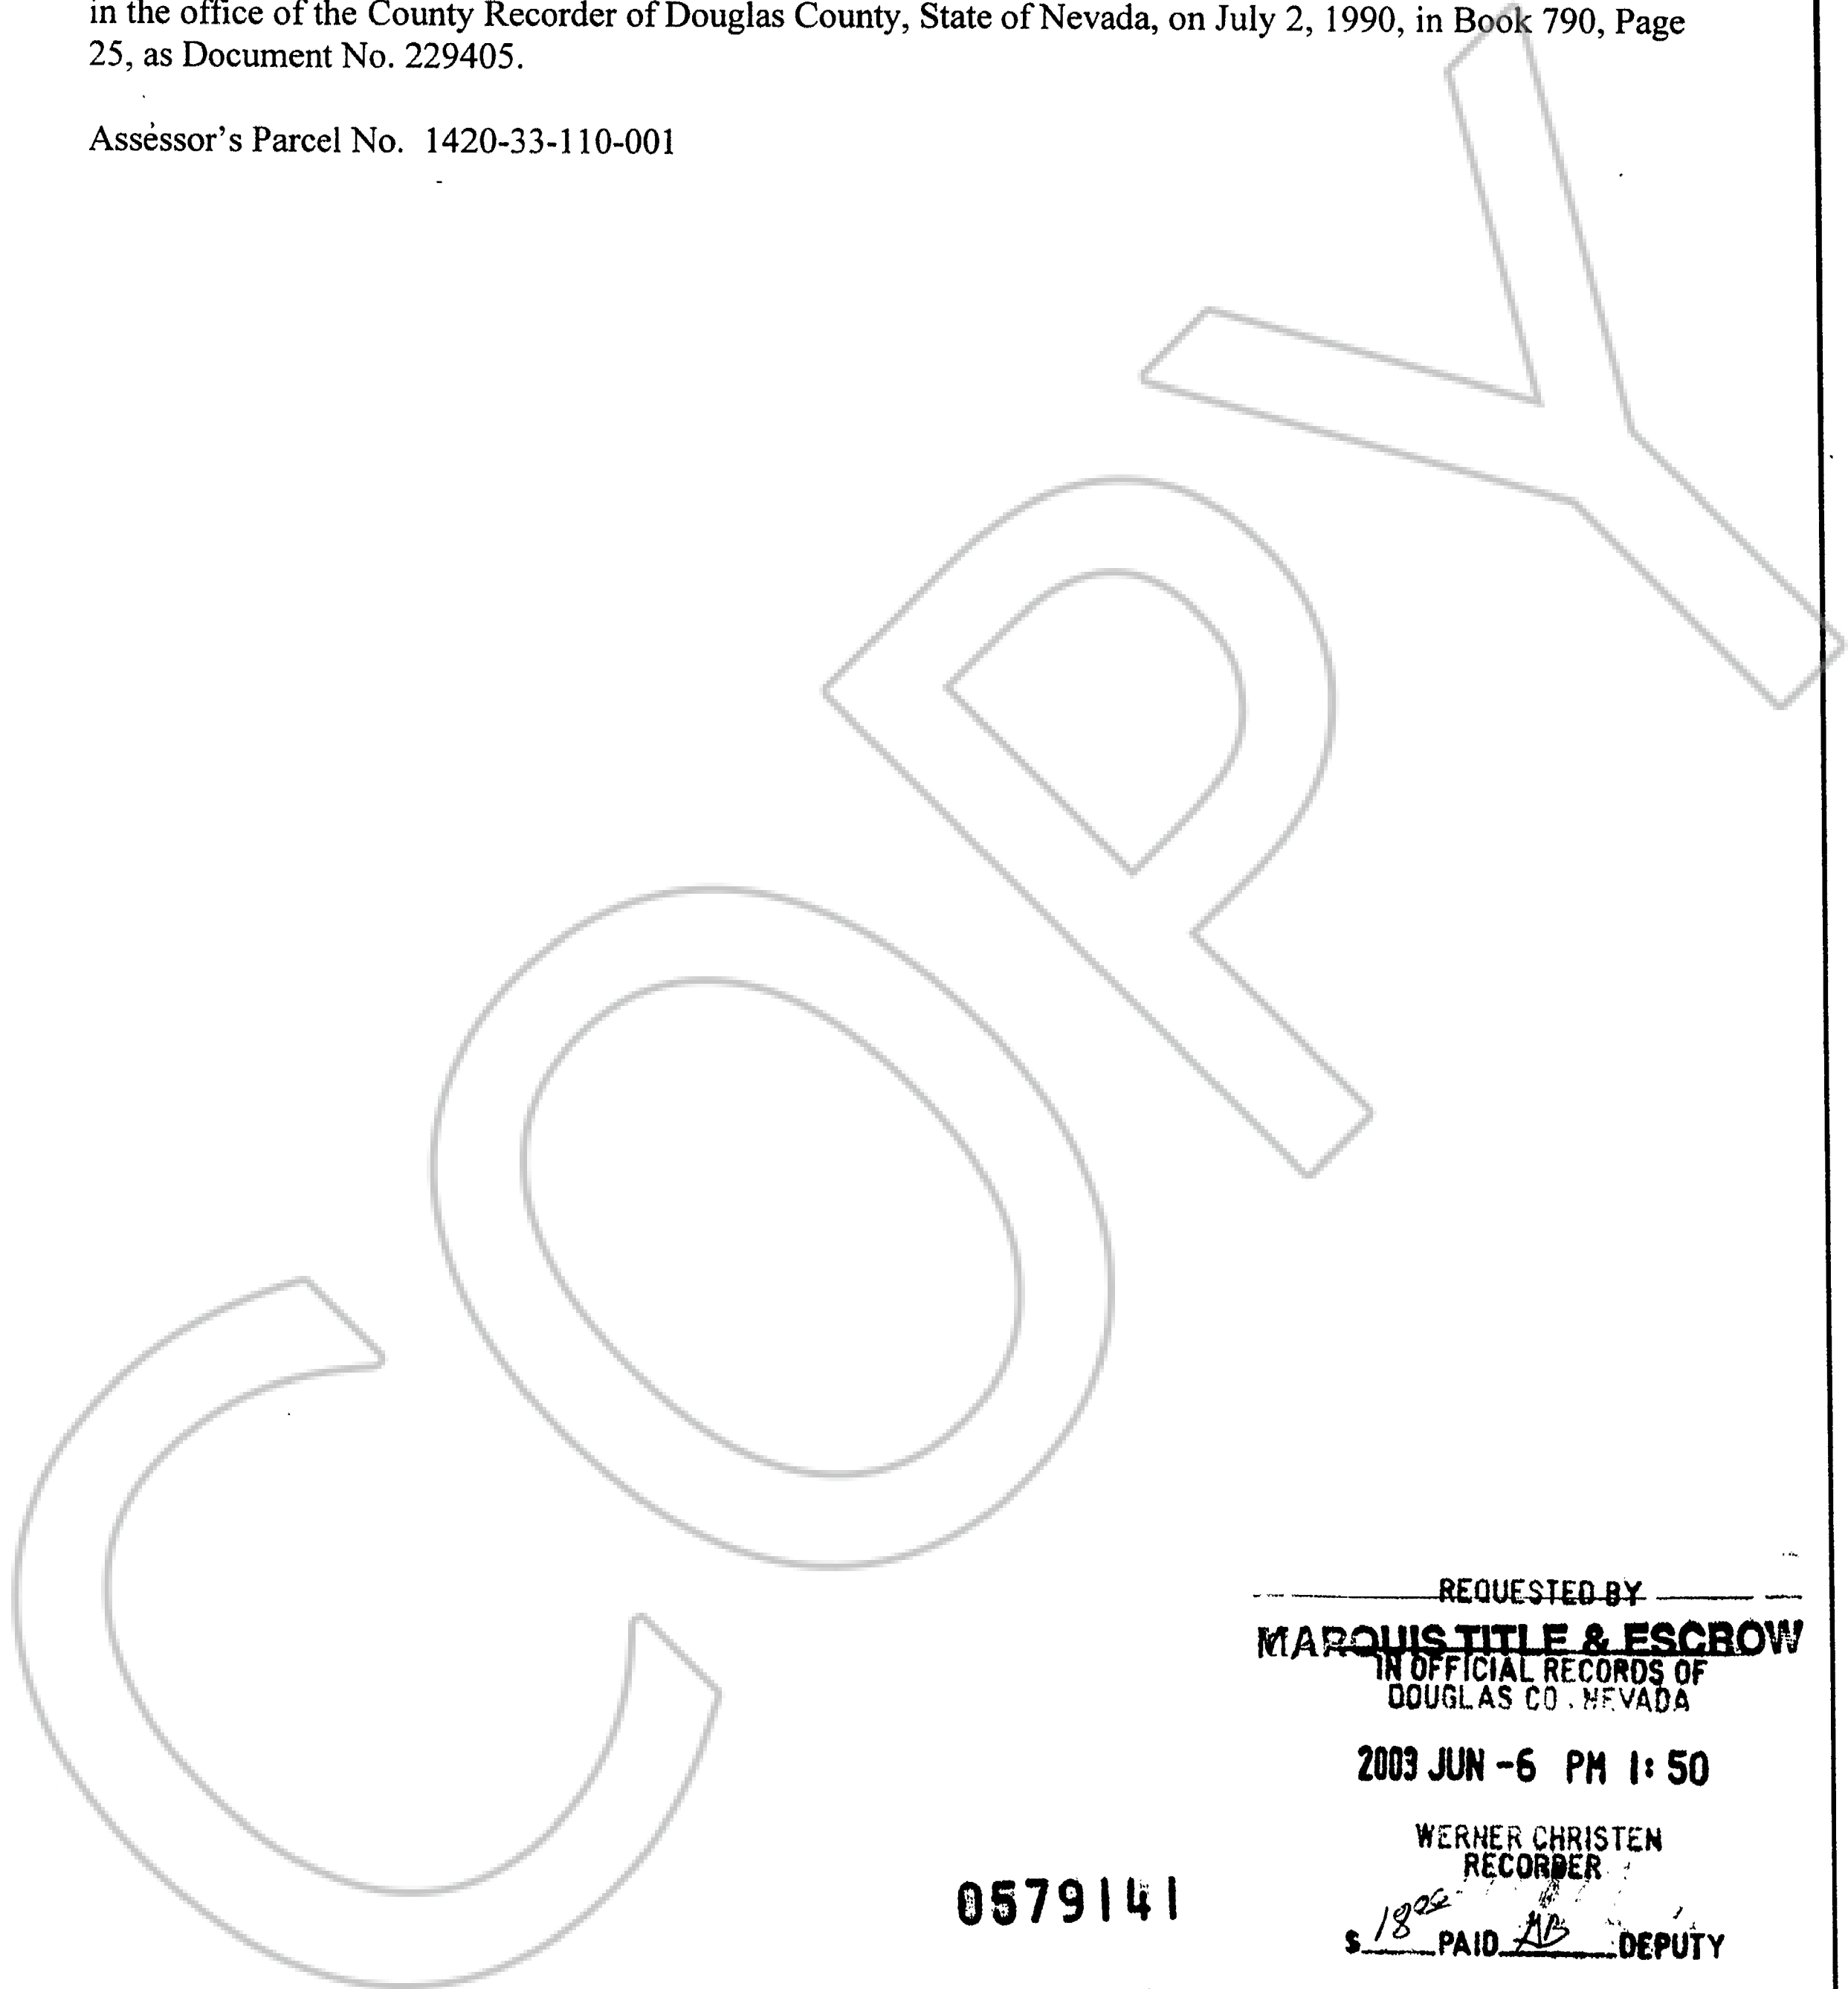 in the office of the County Recorder of Douglas County, State of Nevada, on July 2, 1990, in Book 790, Page
25, as Document No. 229405.
Assessor's Parcel No. 1420-33-110-001
COPY
REQUESTED BY
MARQUIS TITLE & ESCROW
IN OFFICIAL RECORDS OF
DOUGLAS CO. NEVADA
2003 JUN -6 PM 1:50
WERNER CHRISTEN
RECORDER
0579141
$ 18 00 PAID DEPUTY